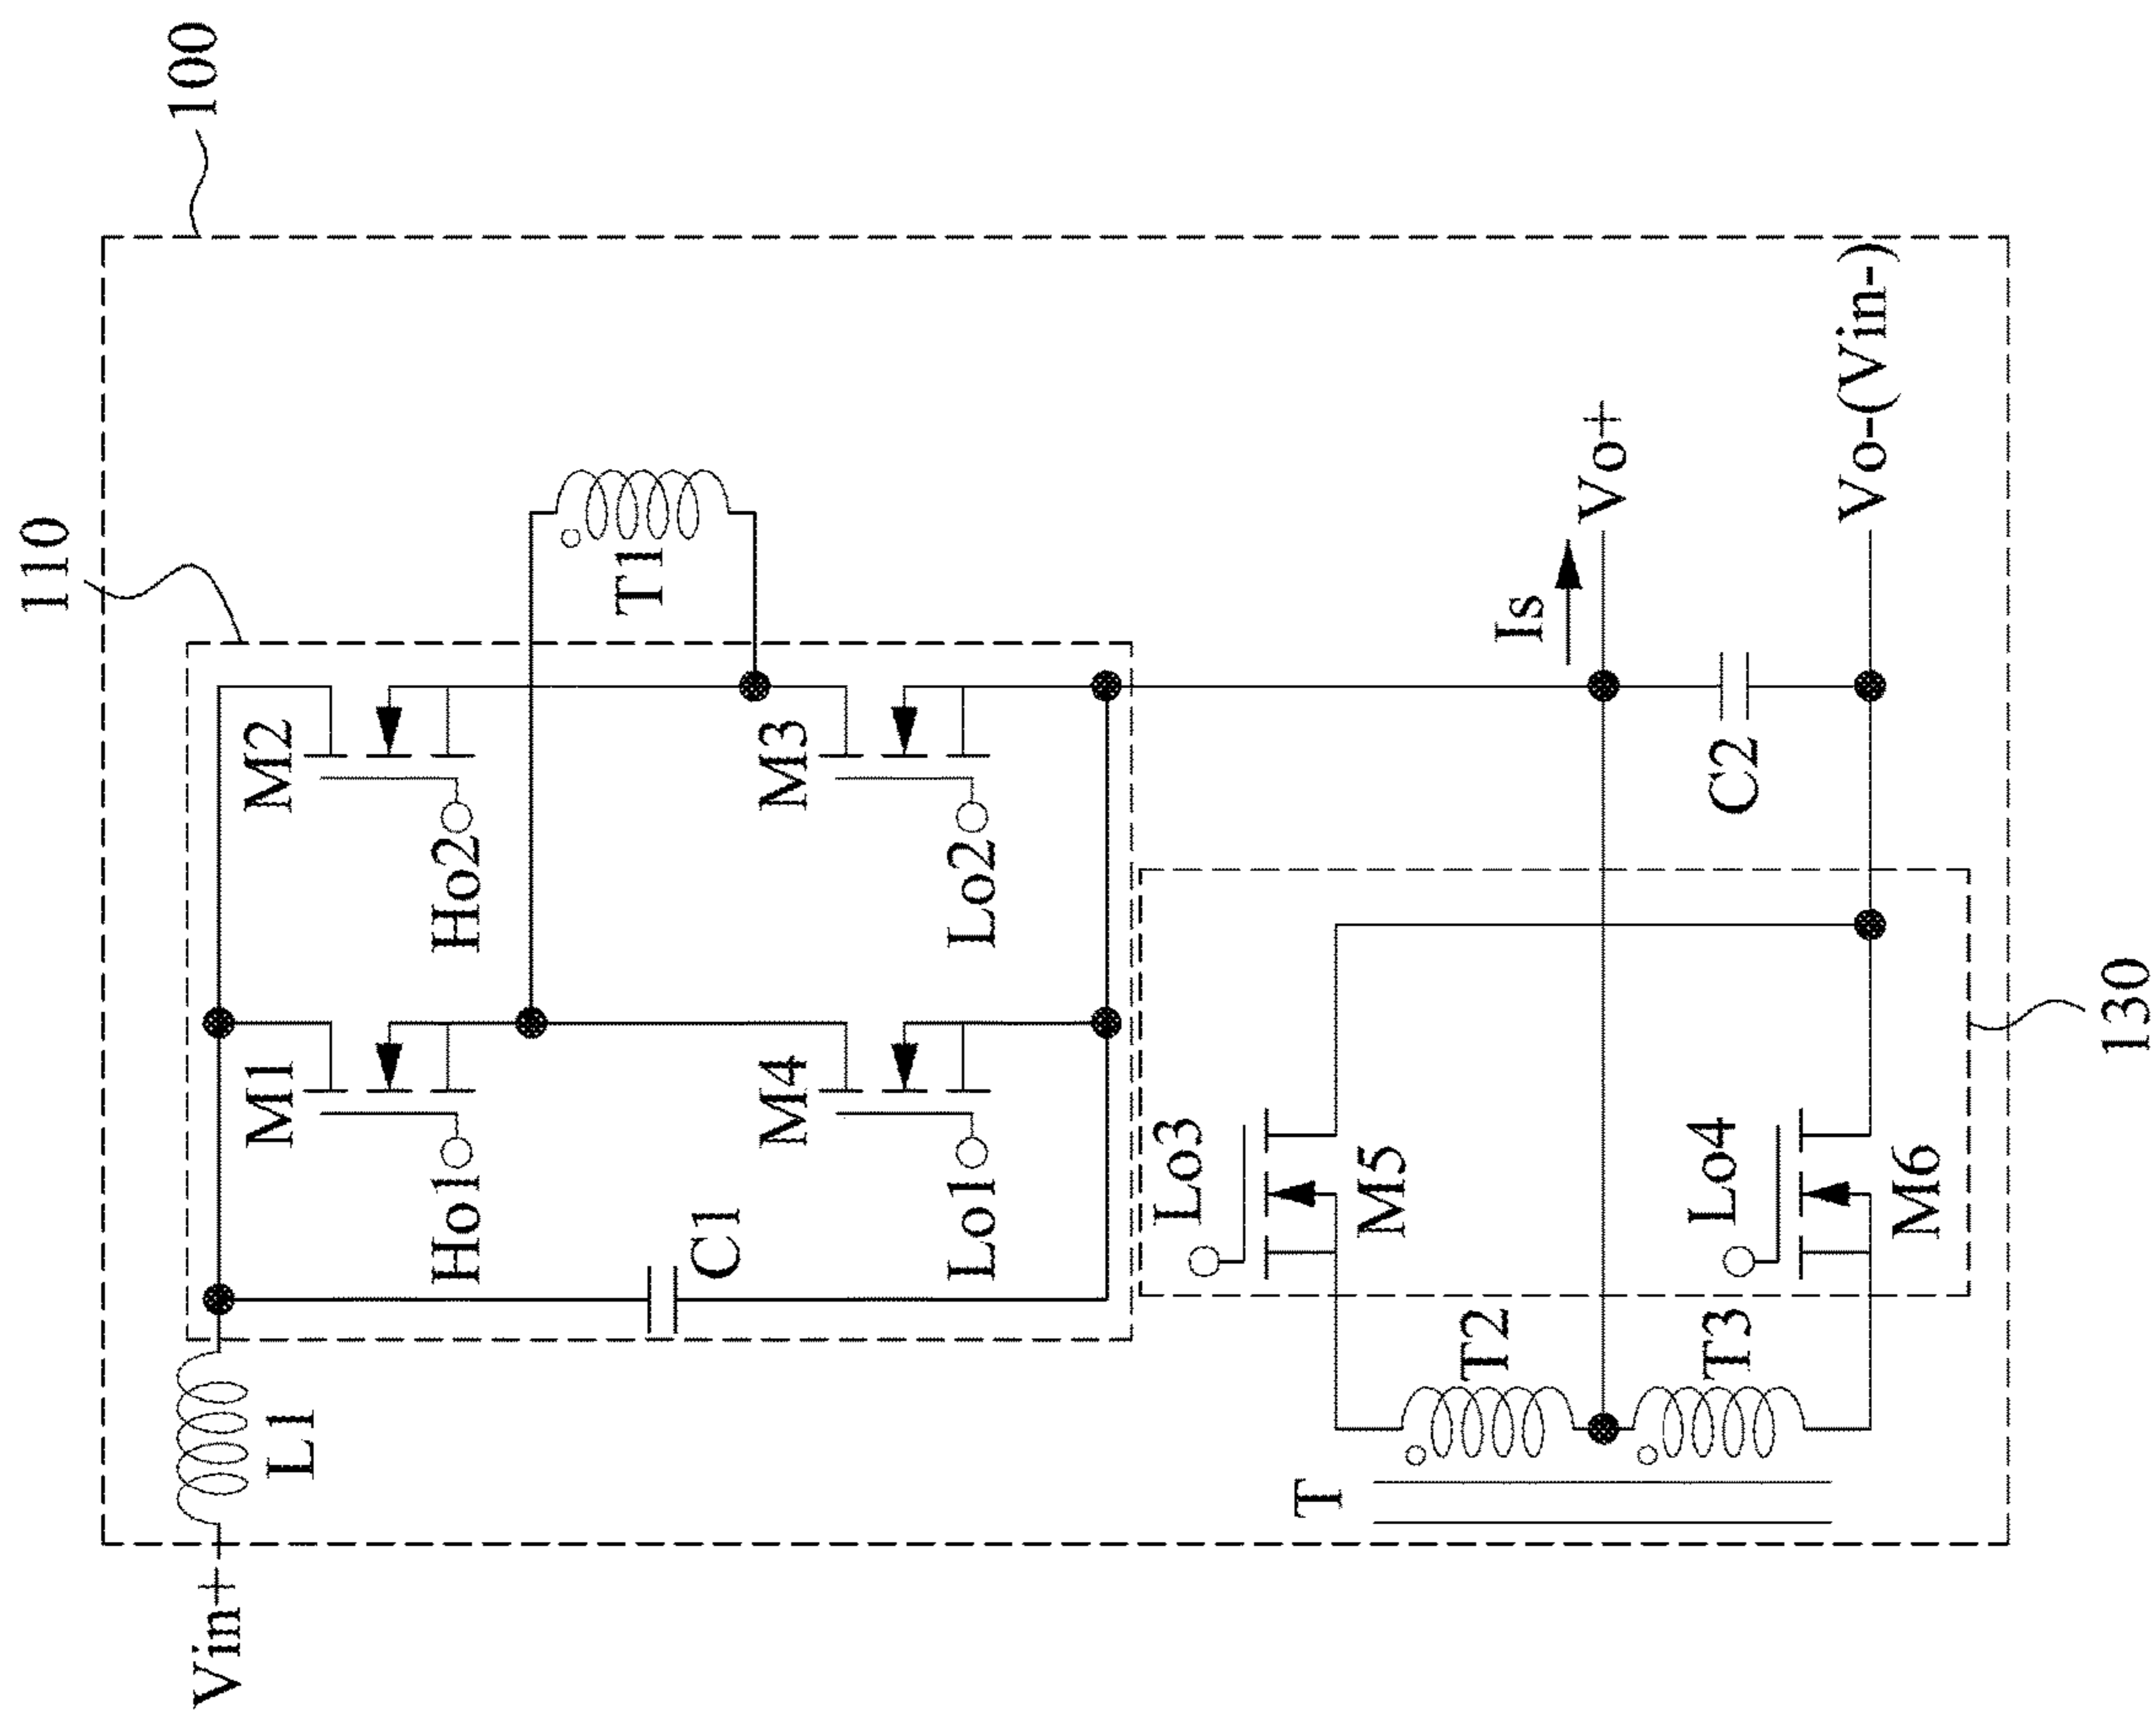 100
110
Vin+
L1
M1
Ho1
M2
Ho2
T1
C1
M4
Lo1
M3
Lo2
Lo3
M5
T
T2
T3
Lo4
M6
130
C2
Is
Vo+
Vo-(Vin-)